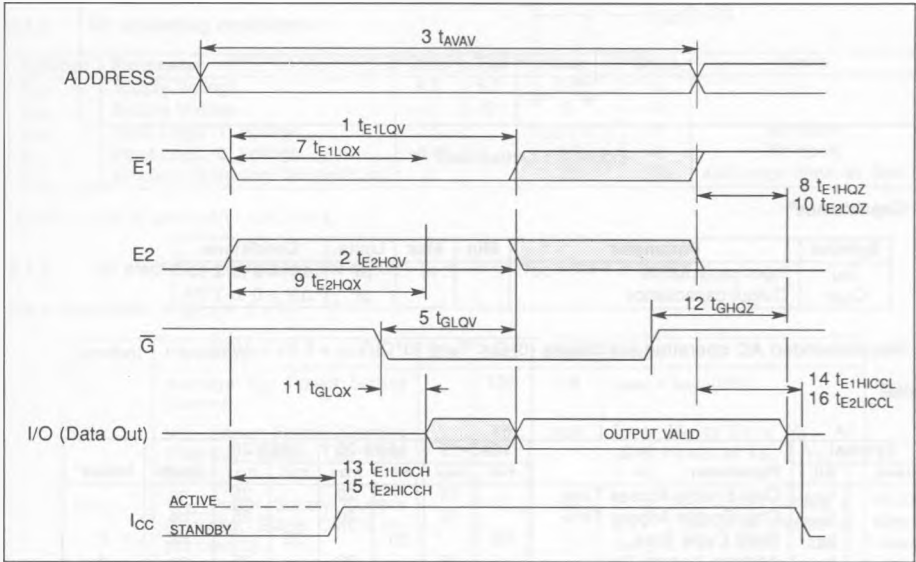 3 tAVAV
ADDRESS
1 tE1LQV
7 tE1LQX
E̅1
8 tE1HQZ
10 tE2LQZ
E2
2 tE2HQV
9 tE2HQX
12 tGHQZ
5 tGLQV
G̅
11 tGLQX
14 tE1HICCL
16 tE2LICCL
I/O (Data Out)
OUTPUT VALID
13 tE1LICCH
15 tE2HICCH
ACTIVE
ICC
STANDBY